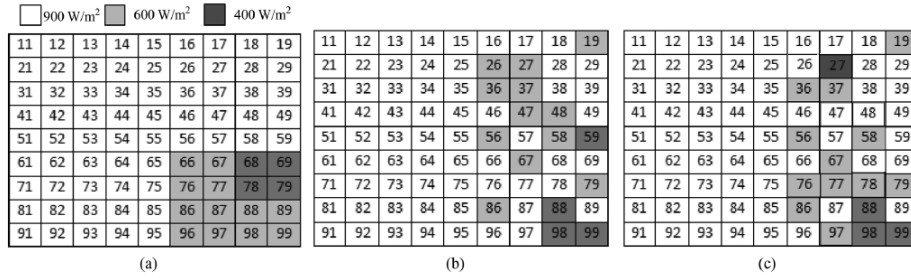 900 W/m² 600 W/m² 400 W/m²
11 12 13 14 15 16 17 18 19
21 22 23 24 25 26 27 28 29
31 32 33 34 35 36 37 38 39
41 42 43 44 45 46 47 48 49
51 52 53 54 55 56 57 58 59
61 62 63 64 65 66 67 68 69
71 72 73 74 75 76 77 78 79
81 82 83 84 85 86 87 88 89
91 92 93 94 95 96 97 98 99
(a)
11 12 13 14 15 16 17 18 19
21 22 23 24 25 26 27 28 29
31 32 33 34 35 36 37 38 39
41 42 43 44 45 46 47 48 49
51 52 53 54 55 56 57 58 59
61 62 63 64 65 66 67 68 69
71 72 73 74 75 76 77 78 79
81 82 83 84 85 86 87 88 89
91 92 93 94 95 96 97 98 99
(b)
11 12 13 14 15 16 17 18 19
21 22 23 24 25 26 27 28 29
31 32 33 34 35 36 37 38 39
41 42 43 44 45 46 47 48 49
51 52 53 54 55 56 57 58 59
61 62 63 64 65 66 67 68 69
71 72 73 74 75 76 77 78 79
81 82 83 84 85 86 87 88 89
91 92 93 94 95 96 97 98 99
(c)